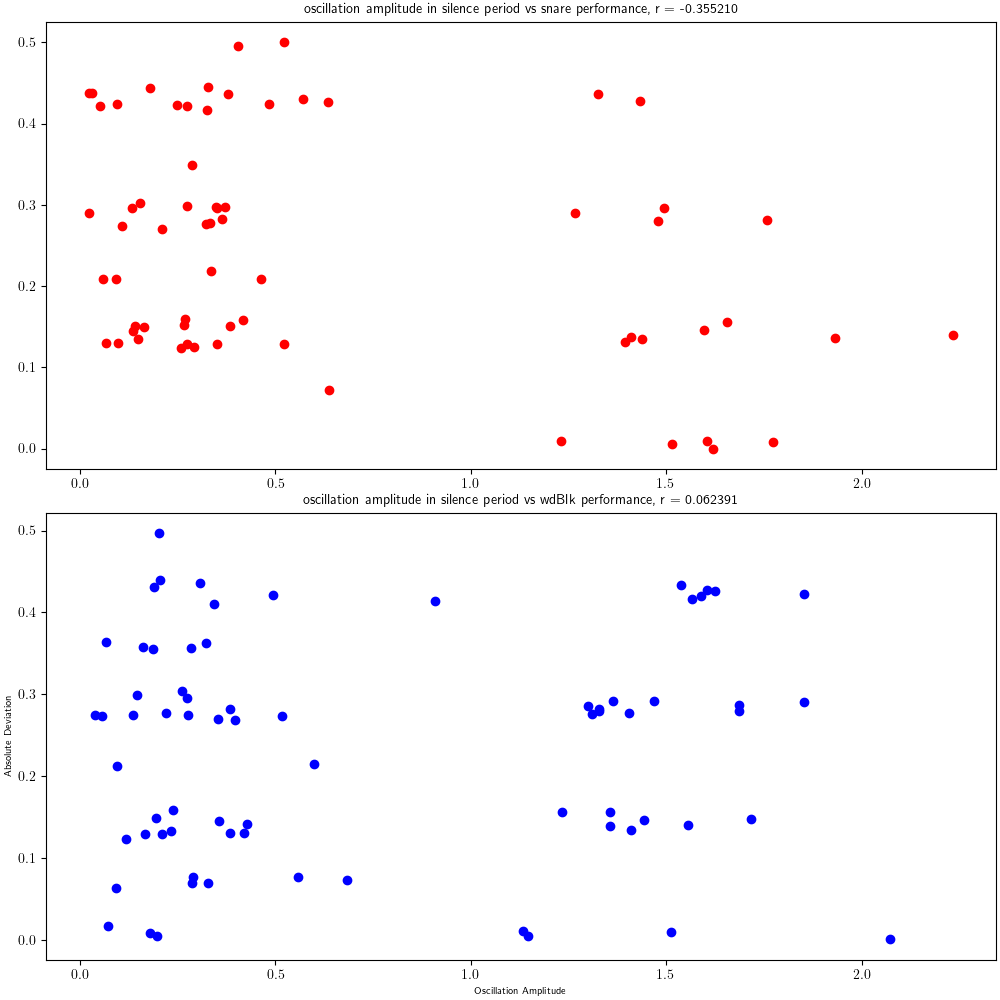 oscillation amplitude in silence period vs snare performance, r = -0.355210
0.5
0.4
0.3
0.2
0.1
0.0
0.0 0.5 1.0 1.5 2.0
oscillation amplitude in silence period vs wdBlk performance, r = 0.062391
0.5
0.4
0.3
0.2
0.1
0.0
Absolute Deviation
0.0 0.5 1.0 1.5 2.0
Oscillation Amplitude